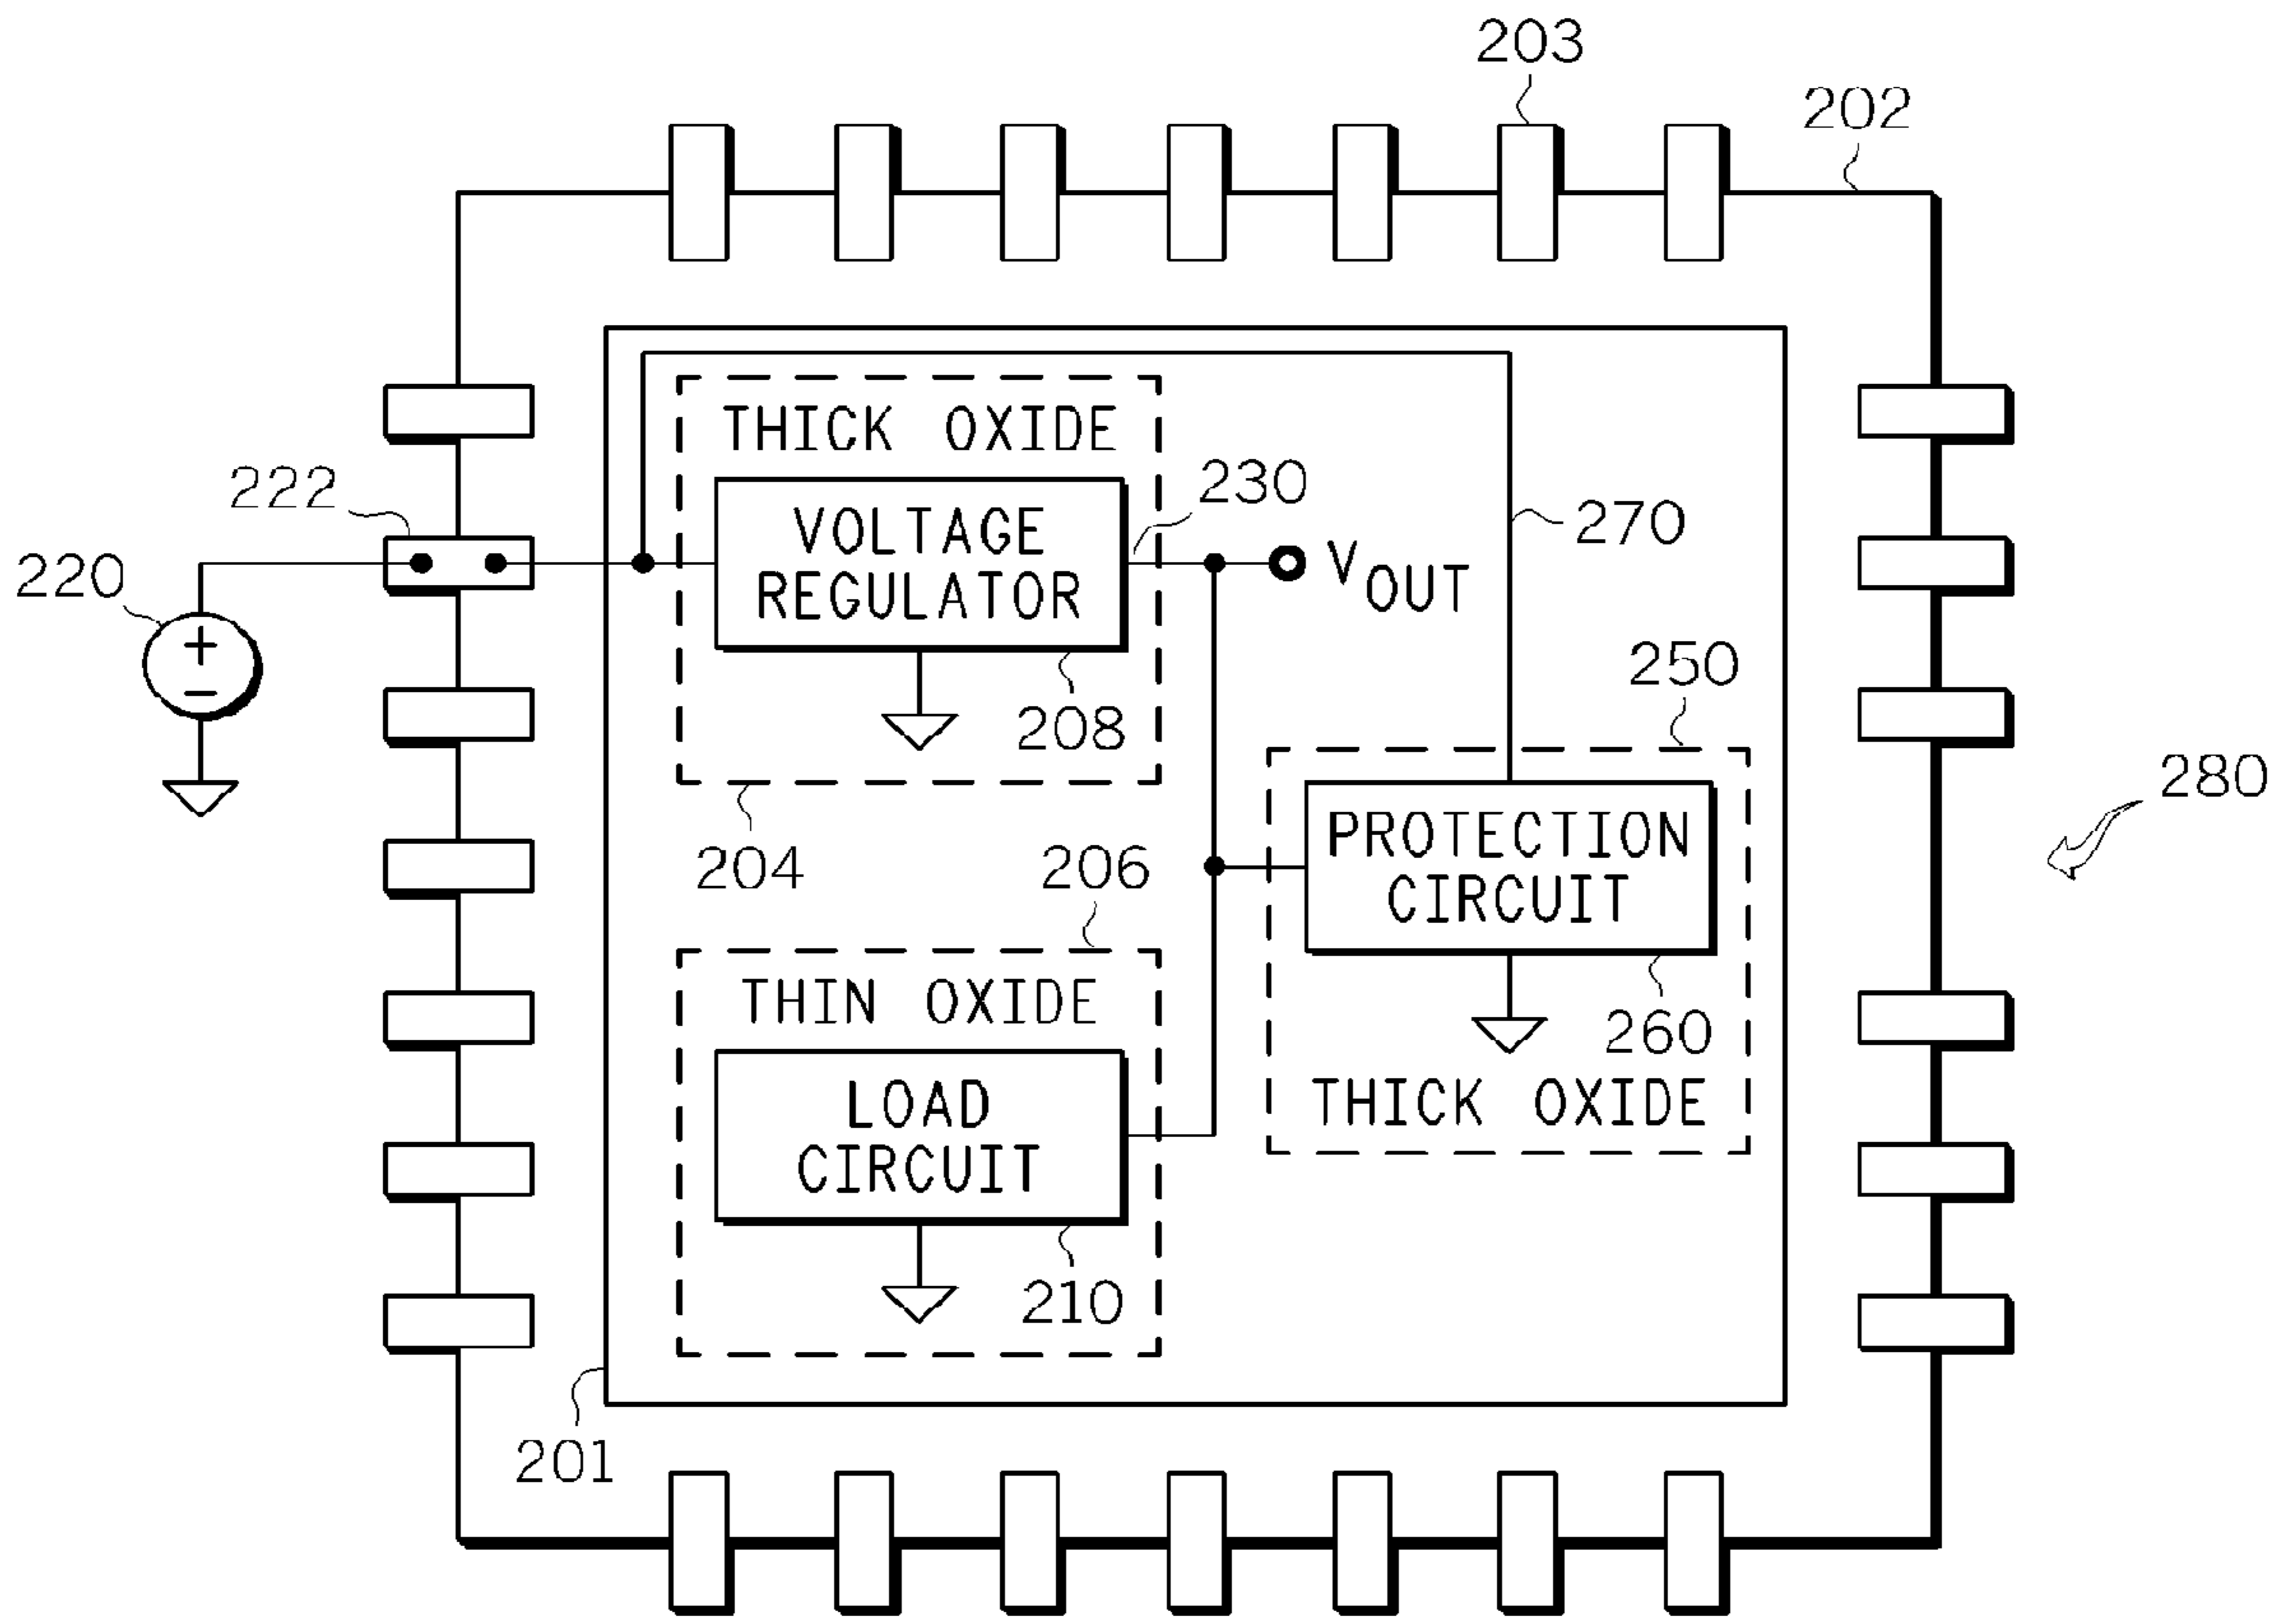 203
202
THICK OXIDE
222
230
VOLTAGE
REGULATOR
270
220
VOUT
+
−
250
208
280
204
206
PROTECTION
CIRCUIT
THIN OXIDE
260
LOAD
CIRCUIT
THICK OXIDE
210
201